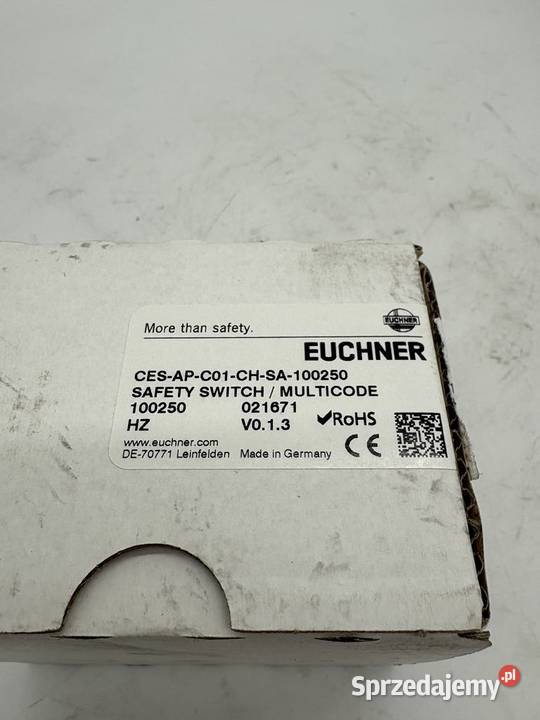 EUCHNER
More than safety.
EUCHNER
CES-AP-C01-CH-SA-100250
SAFETY SWITCH / MULTICODE
100250 021671
HZ V0.1.3 ✓RoHS
www.euchner.com
DE-70771 Leinfelden Made in Germany CE
Sprzedajemy.pl